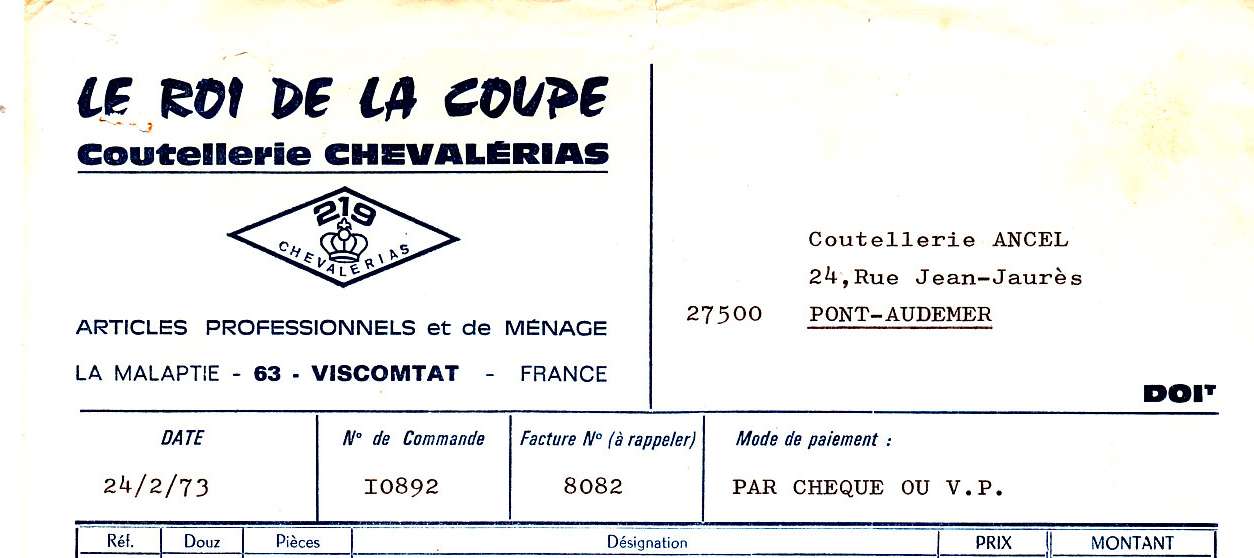 LE ROI DE LA COUPE
Coutellerie CHEVALÉRIAS
219
CHEVALERIAS
ARTICLES PROFESSIONNELS et de MÉNAGE
LA MALAPTIE - 63 - VISCOMTAT - FRANCE
Coutellerie ANCEL
24,Rue Jean-Jaurès
27500 PONT-AUDEMER
DOIT
DATE N° de Commande Facture N° (à rappeler) Mode de paiement :
24/2/73 I0892 8082 PAR CHEQUE OU V.P.
Réf. Douz Pièces Désignation PRIX MONTANT